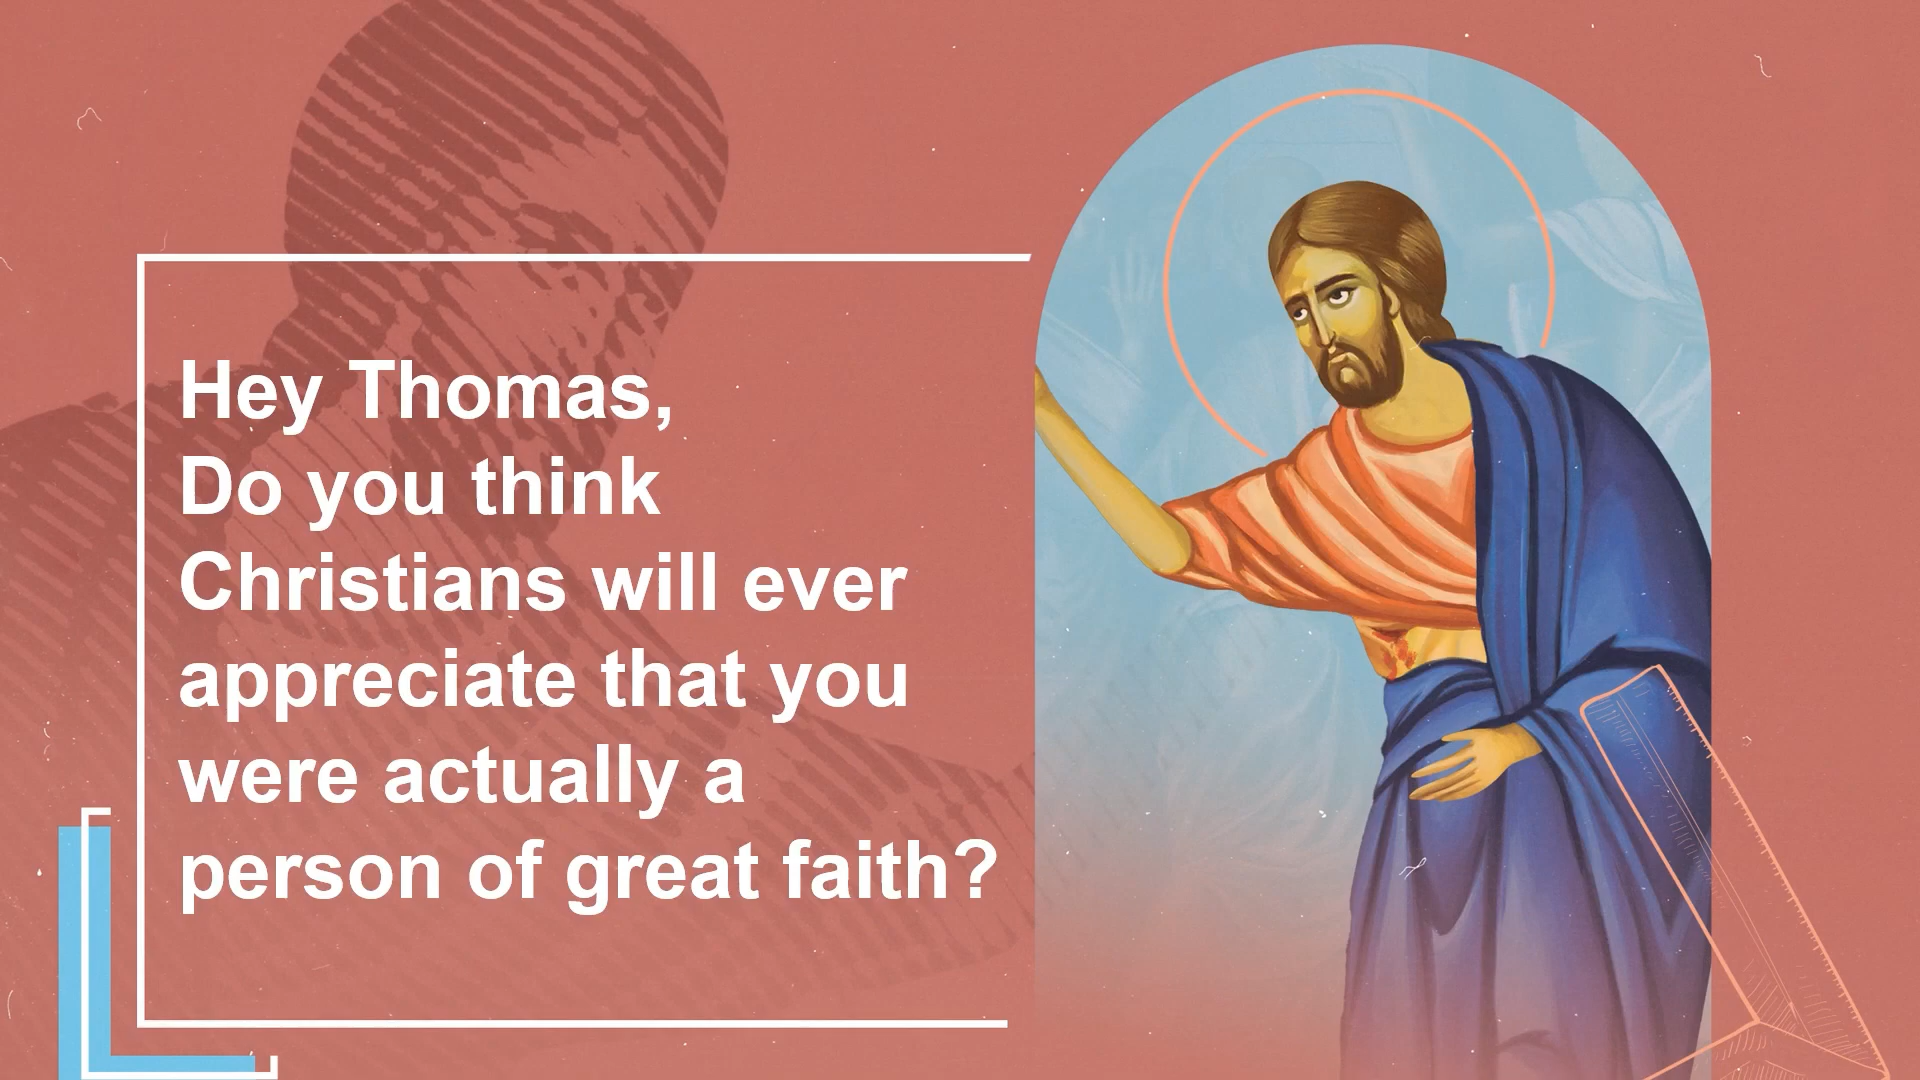 Hey Thomas,
Do you think
Christians will ever
appreciate that you
were actually a
person of great faith?